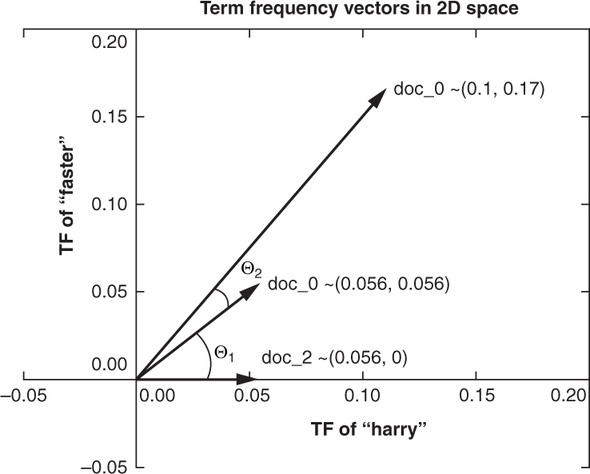 Term frequency vectors in 2D space
0.20
doc_0 ~(0.1, 0.17)
0.15
TF of “faster”
0.10
Θ2
0.05
doc_0 ~(0.056, 0.056)
Θ1
doc_2 ~(0.056, 0)
0.00
–0.05
0.00
0.05
0.10
0.15
0.20
TF of “harry”
–0.05